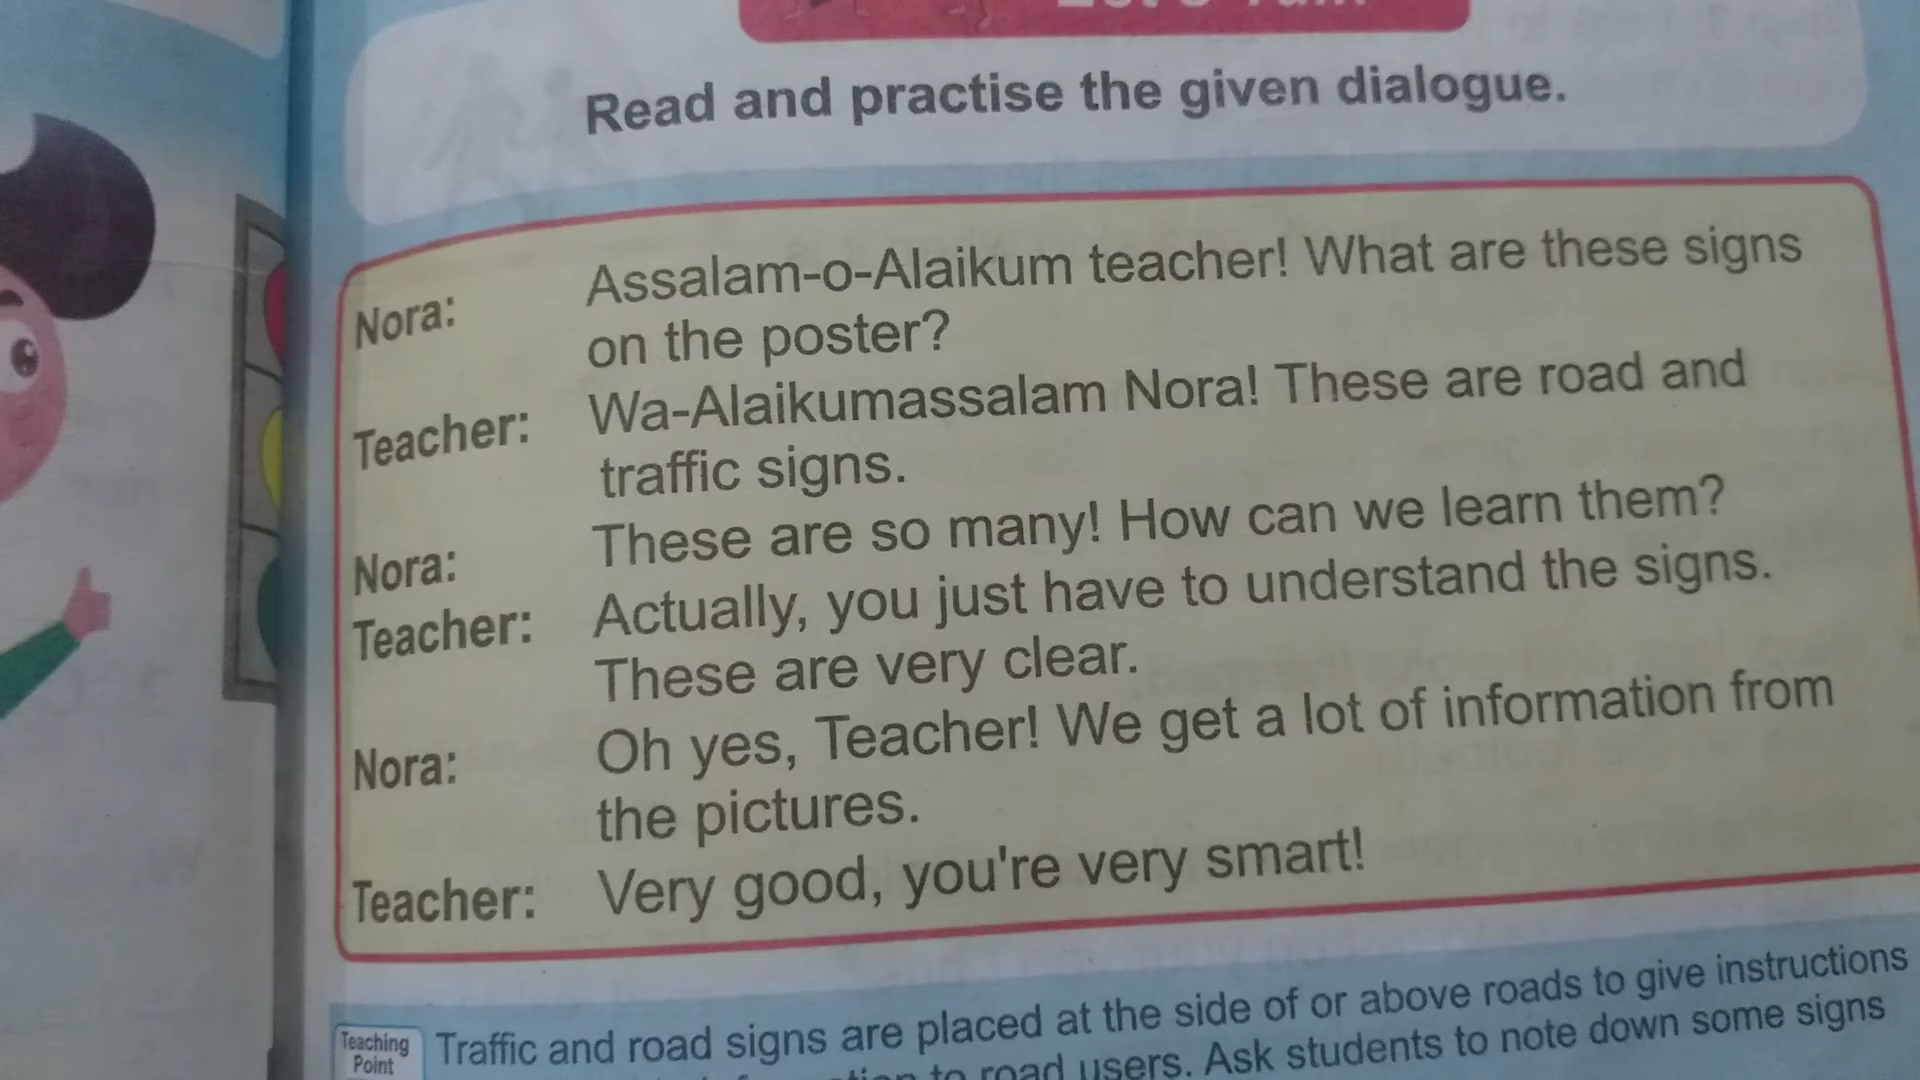 Let's Talk
Read and practise the given dialogue.
Nora: Assalam-o-Alaikum teacher! What are these signs
on the poster?
Teacher: Wa-Alaikumassalam Nora! These are road and
traffic signs.
Nora: These are so many! How can we learn them?
Teacher: Actually, you just have to understand the signs.
These are very clear.
Nora: Oh yes, Teacher! We get a lot of information from
the pictures.
Teacher: Very good, you're very smart!
Teaching
Point
Traffic and road signs are placed at the side of or above roads to give instructions
to road users. Ask students to note down some signs